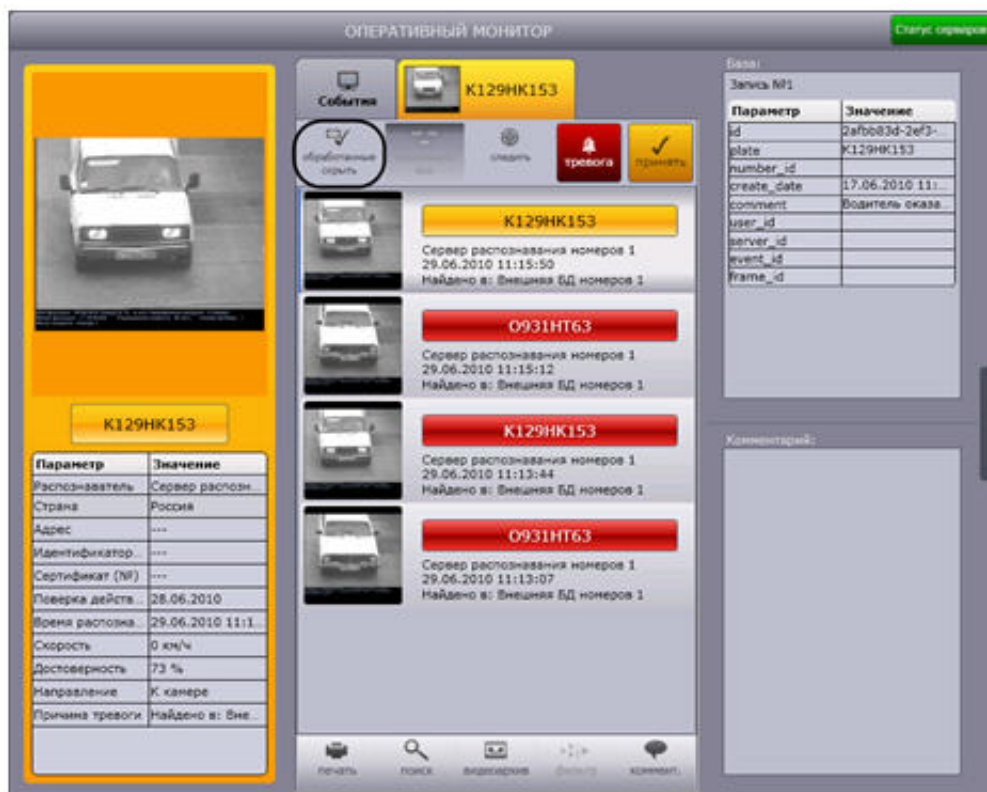 ОПЕРАТИВНЫЙ МОНИТОР
Статус серверов
К129НК153
Параметр Значение
Распознаватель Сервер распозн...
Страна Россия
Адрес ---
Идентификатор... ---
Сертификат (№) ---
Поверка действ... 28.06.2010
Время распозна... 29.06.2010 11:1...
Скорость 0 км/ч
Достоверность 73 %
Направление К камере
Причина тревоги Найдено в: Вне...
События
К129НК153
обработанные
скрыть
следить
тревога
принять
К129НК153
Сервер распознавания номеров 1
29.06.2010 11:15:50
Найдено в: Внешняя БД номеров 1
О931НТ63
Сервер распознавания номеров 1
29.06.2010 11:15:12
Найдено в: Внешняя БД номеров 1
К129НК153
Сервер распознавания номеров 1
29.06.2010 11:13:44
Найдено в: Внешняя БД номеров 1
О931НТ63
Сервер распознавания номеров 1
29.06.2010 11:13:07
Найдено в: Внешняя БД номеров 1
печать
поиск
видеоархив
фильтр
коммент.
База:
Запись №1
Параметр Значение
id 2afbb83d-2ef3-...
plate К129НК153
number_id
create_date 17.06.2010 11:...
comment Водитель оказа...
user_id
server_id
event_id
frame_id
Комментарий: